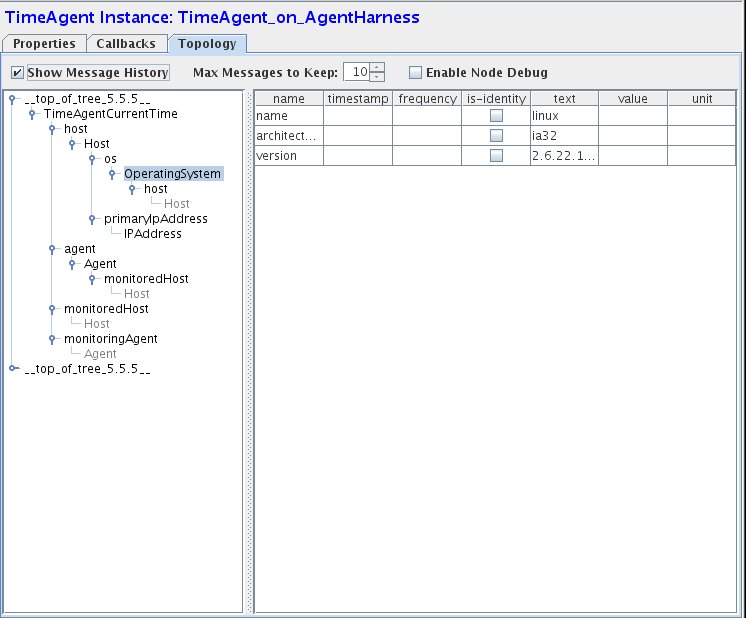 TimeAgent Instance: TimeAgent_on_AgentHarness
Properties Callbacks Topology
Show Message History Max Messages to Keep: 10 Enable Node Debug
name timestamp frequency is-identity text value unit
name linux
architect... ia32
version 2.6.22.1...
__top_of_tree_5.5.5__
TimeAgentCurrentTime
host
Host
os
OperatingSystem
host
Host
primaryIpAddress
IPAddress
agent
Agent
monitoredHost
Host
monitoredHost
Host
monitoringAgent
Agent
__top_of_tree_5.5.5__